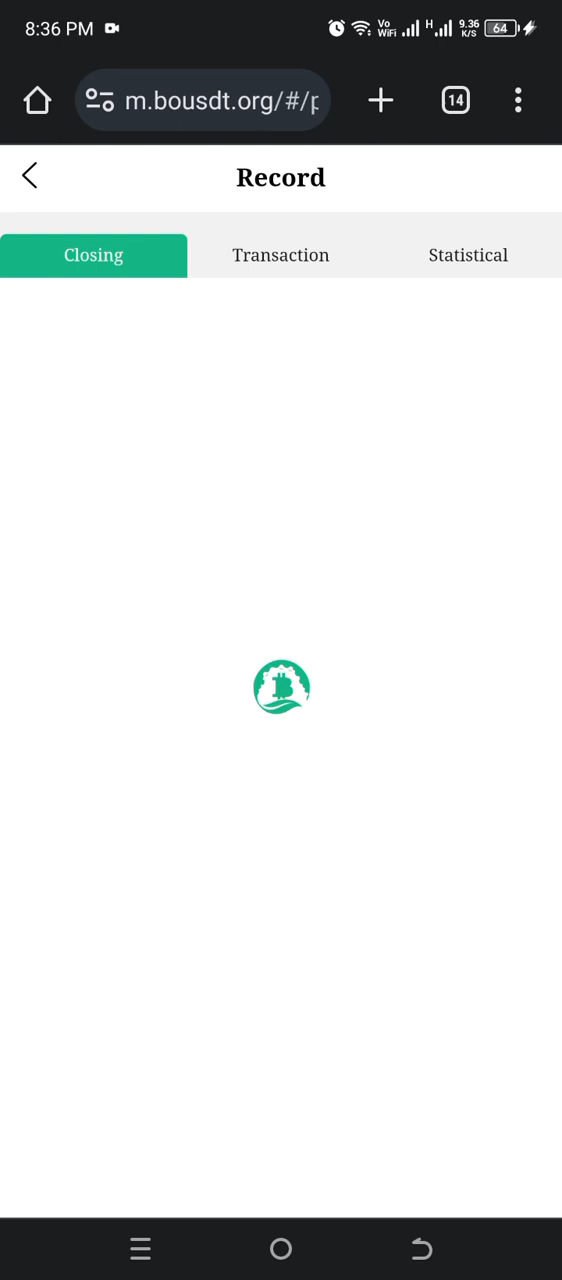 8:36 PM
Vo WiFi H 9.36 K/S 64
m.bousdt.org/#/p
14
Record
Closing Transaction Statistical